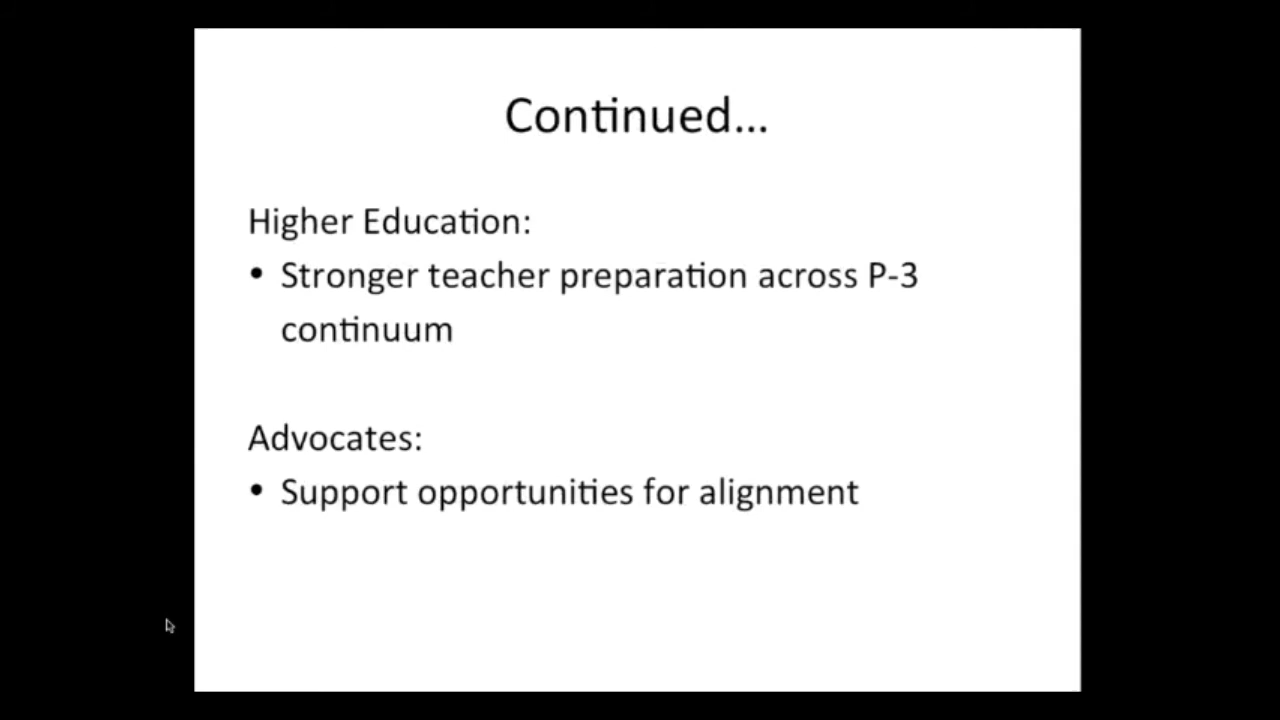 Continued...
Higher Education:
• Stronger teacher preparation across P-3
continuum
Advocates:
• Support opportunities for alignment